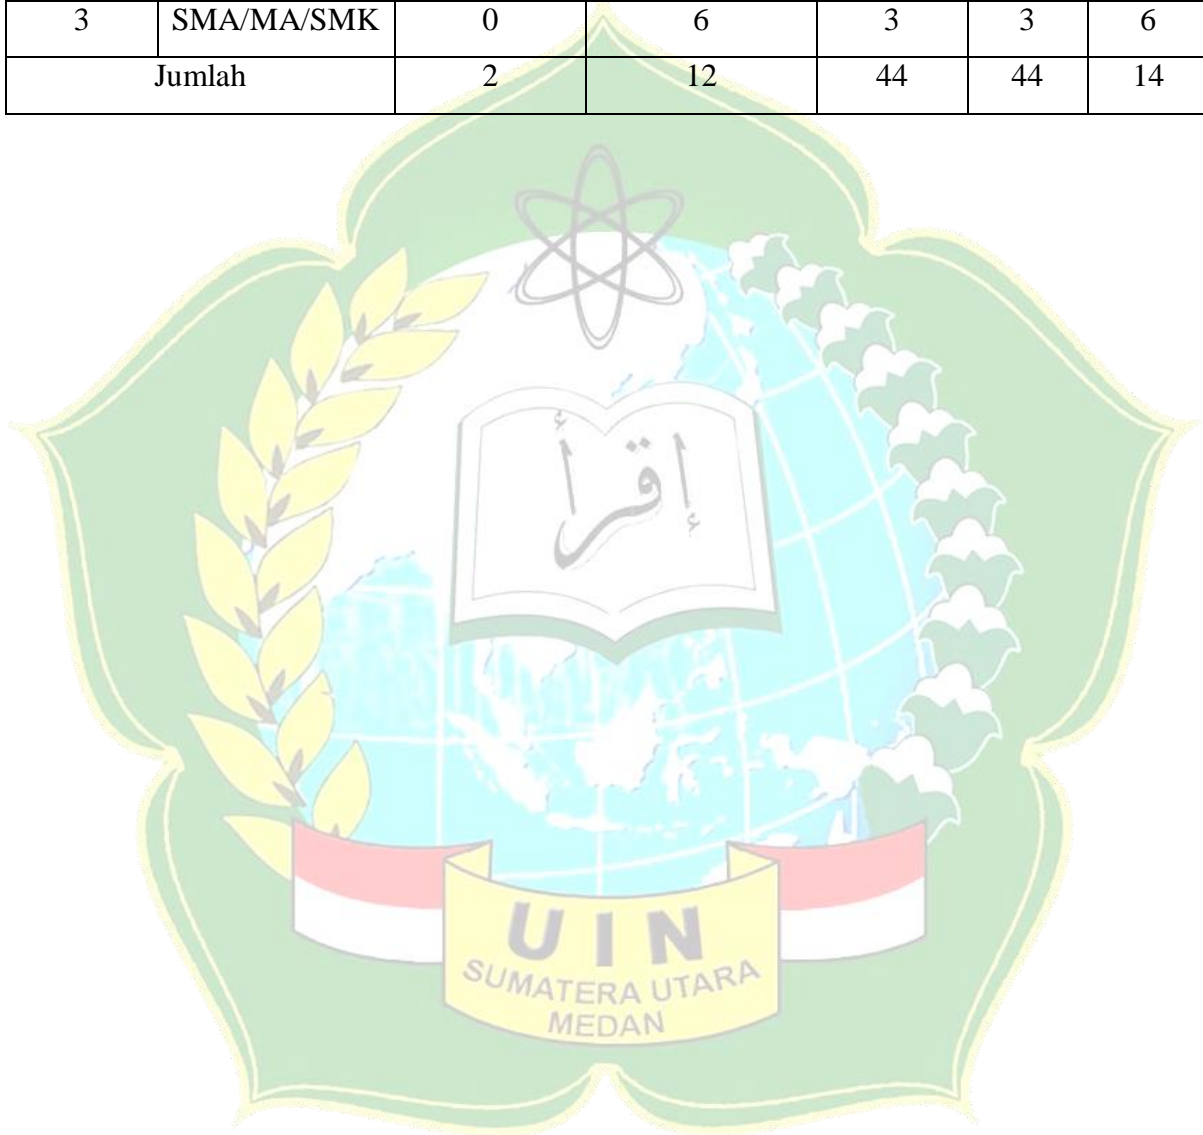 3 SMA/MA/SMK 0 6 3 3 6
Jumlah 2 12 44 44 14
إقرأ
UIN
SUMATERA UTARA
MEDAN